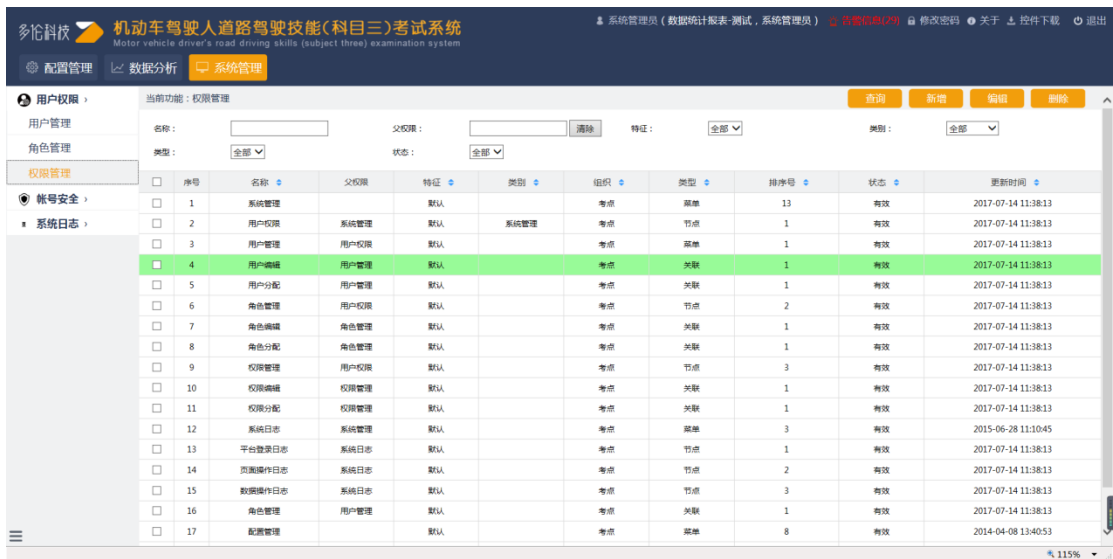 多伦科技 机动车驾驶人道路驾驶技能(科目三)考试系统
Motor vehicle driver's road driving skills (subject three) examination system
系统管理员 ( 数据统计报表-测试 , 系统管理员 ) 告警信息(29) 修改密码 关于 控件下载 退出
配置管理 数据分析 系统管理
用户权限 ›
用户管理
角色管理
权限管理
帐号安全 ›
系统日志 ›
当前功能 : 权限管理 查询 新增 编辑 删除
名称 : 父权限 : 清除 特征 : 全部 类别 : 全部
类型 : 全部 状态 : 全部
序号 名称 父权限 特征 类别 组织 类型 排序号 状态 更新时间
1 系统管理 默认 考点 菜单 13 有效 2017-07-14 11:38:13
2 用户权限 系统管理 默认 系统管理 考点 节点 1 有效 2017-07-14 11:38:13
3 用户管理 用户权限 默认 考点 菜单 1 有效 2017-07-14 11:38:13
4 用户编辑 用户管理 默认 考点 关联 1 有效 2017-07-14 11:38:13
5 用户分配 用户管理 默认 考点 关联 1 有效 2017-07-14 11:38:13
6 角色管理 用户权限 默认 考点 节点 2 有效 2017-07-14 11:38:13
7 角色编辑 角色管理 默认 考点 关联 1 有效 2017-07-14 11:38:13
8 角色分配 角色管理 默认 考点 关联 1 有效 2017-07-14 11:38:13
9 权限管理 用户权限 默认 考点 节点 3 有效 2017-07-14 11:38:13
10 权限编辑 权限管理 默认 考点 关联 1 有效 2017-07-14 11:38:13
11 权限分配 权限管理 默认 考点 关联 1 有效 2017-07-14 11:38:13
12 系统日志 系统管理 默认 考点 菜单 3 有效 2015-06-28 11:10:45
13 平台登录日志 系统日志 默认 考点 节点 1 有效 2017-07-14 11:38:13
14 页面操作日志 系统日志 默认 考点 节点 2 有效 2017-07-14 11:38:13
15 数据操作日志 系统日志 默认 考点 节点 3 有效 2017-07-14 11:38:13
16 角色管理 用户管理 默认 考点 关联 1 有效 2017-07-14 11:38:13
17 配置管理 默认 考点 菜单 8 有效 2014-04-08 13:40:53
115%